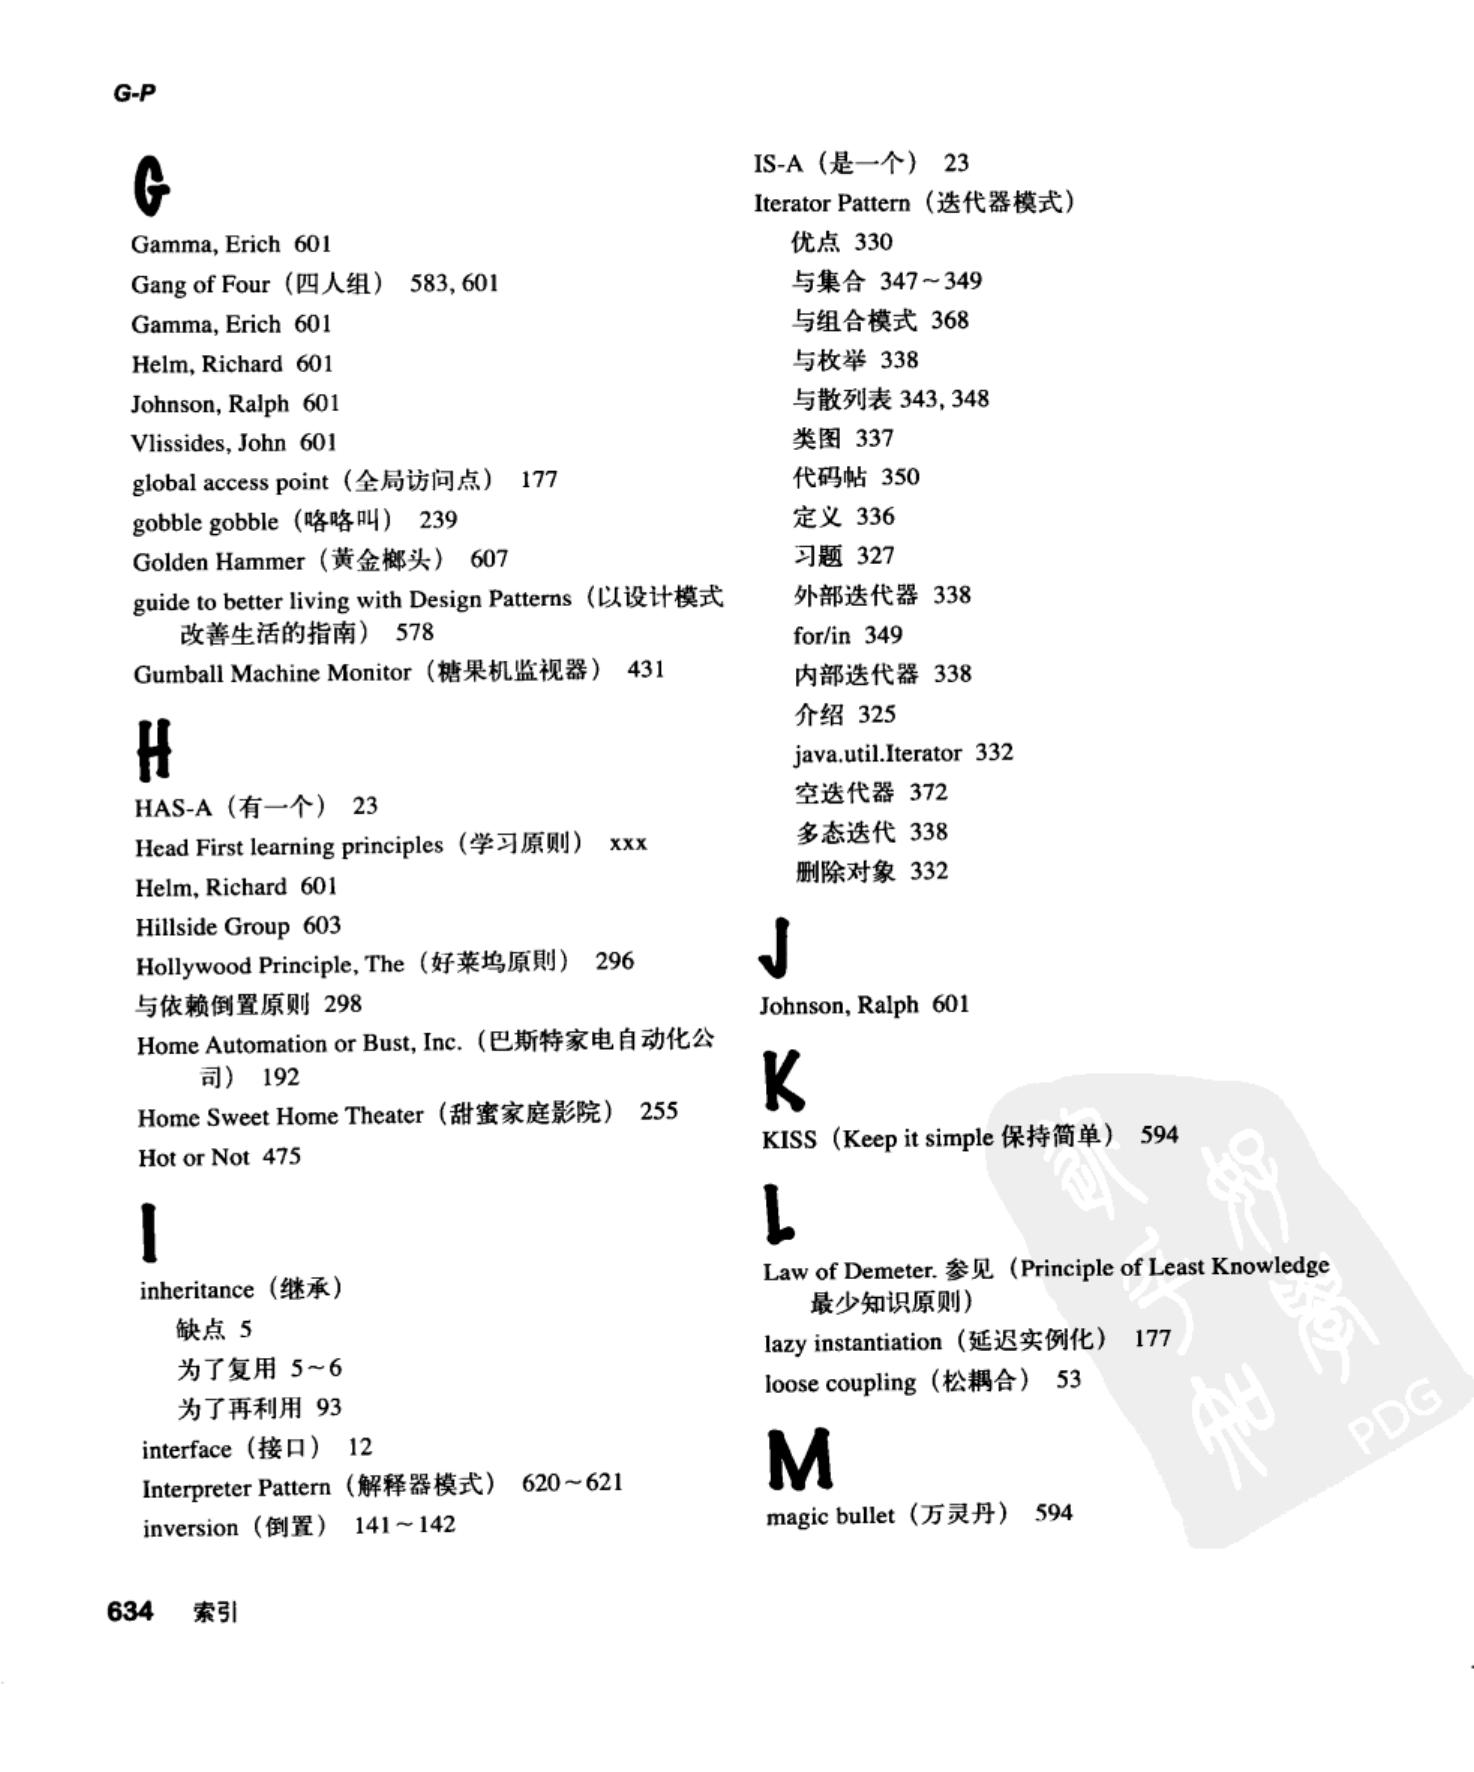 G-P
G
Gamma, Erich 601
Gang of Four（四人组） 583, 601
Gamma, Erich 601
Helm, Richard 601
Johnson, Ralph 601
Vlissides, John 601
global access point（全局访问点） 177
gobble gobble（咯咯叫） 239
Golden Hammer（黄金榔头） 607
guide to better living with Design Patterns（以设计模式
改善生活的指南） 578
Gumball Machine Monitor（糖果机监视器） 431
H
HAS-A（有一个） 23
Head First learning principles（学习原则） xxx
Helm, Richard 601
Hillside Group 603
Hollywood Principle, The（好莱坞原则） 296
与依赖倒置原则 298
Home Automation or Bust, Inc.（巴斯特家电自动化公
司） 192
Home Sweet Home Theater（甜蜜家庭影院） 255
Hot or Not 475
I
inheritance（继承）
缺点 5
为了复用 5～6
为了再利用 93
interface（接口） 12
Interpreter Pattern（解释器模式） 620～621
inversion（倒置） 141～142
IS-A（是一个） 23
Iterator Pattern（迭代器模式）
优点 330
与集合 347～349
与组合模式 368
与枚举 338
与散列表 343, 348
类图 337
代码帖 350
定义 336
习题 327
外部迭代器 338
for/in 349
内部迭代器 338
介绍 325
java.util.Iterator 332
空迭代器 372
多态迭代 338
删除对象 332
J
Johnson, Ralph 601
K
KISS（Keep it simple 保持简单） 594
L
Law of Demeter. 参见（Principle of Least Knowledge
最少知识原则）
lazy instantiation（延迟实例化） 177
loose coupling（松耦合） 53
M
magic bullet（万灵丹） 594
PDG
634 索引